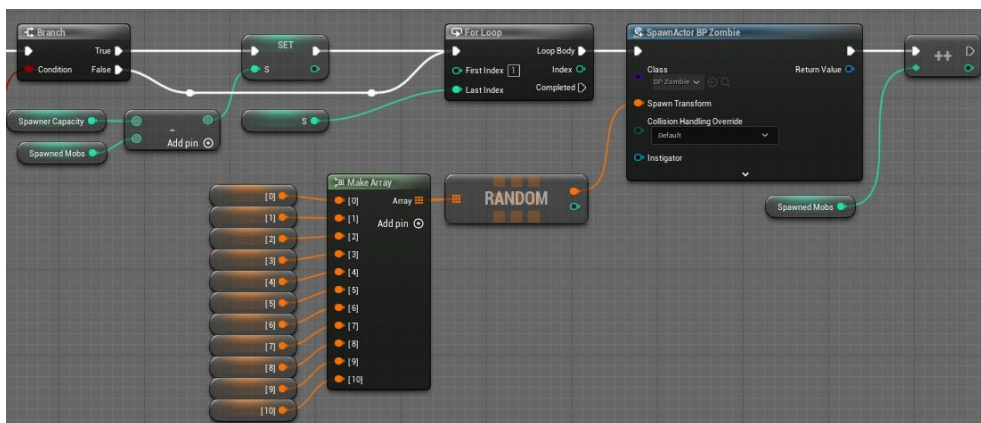 Branch
True
Condition
False
SET
S
Spawner Capacity
-
Add pin
Spawned Mobs
For Loop
Loop Body
First Index 1
Index
Last Index
Completed
S
SpawnActor BP Zombie
Class
BP Zombie
Return Value
Spawn Transform
Collision Handling Override
Default
Instigator
++
Spawned Mobs
Make Array
[0]
[1]
[2]
[3]
[4]
[5]
[6]
[7]
[8]
[9]
[10]
[0]
Array
[1]
Add pin
[2]
[3]
[4]
[5]
[6]
[7]
[8]
[9]
[10]
RANDOM